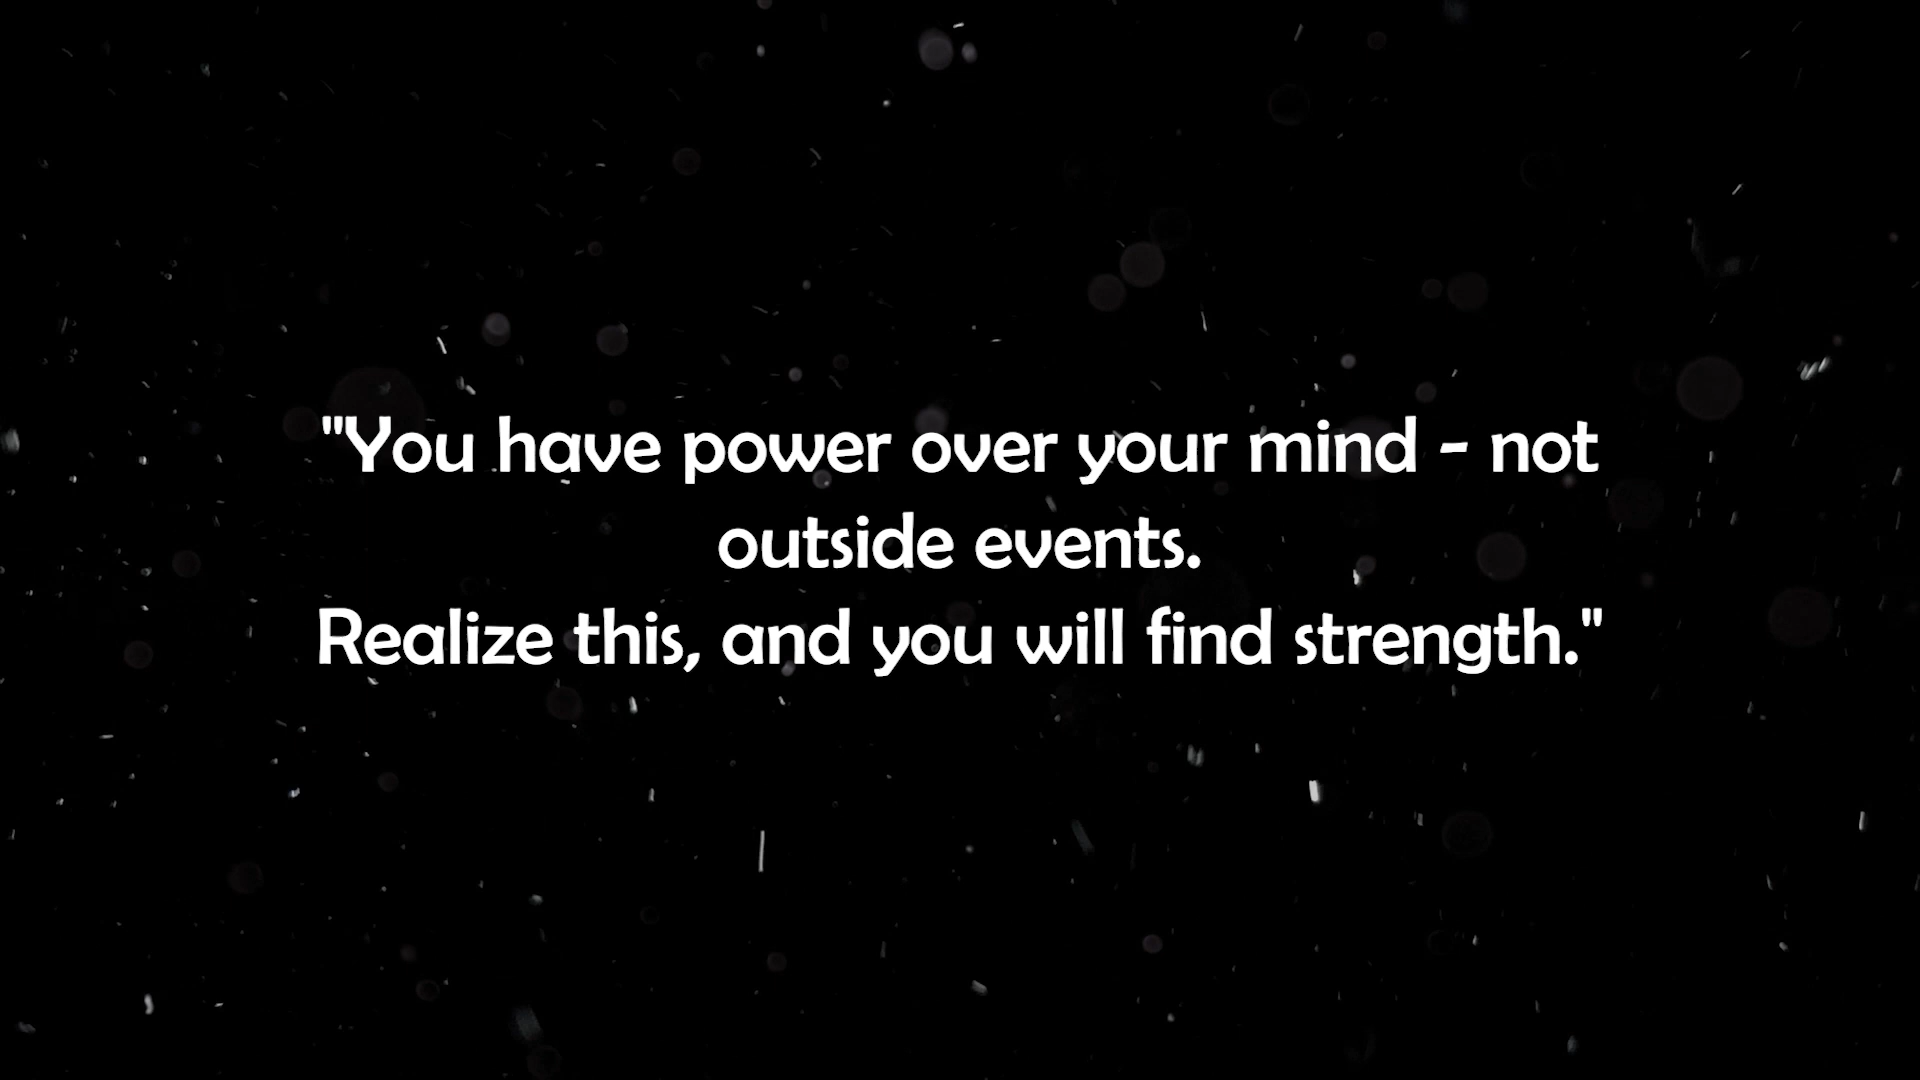 "You have power over your mind - not
outside events.
Realize this, and you will find strength."